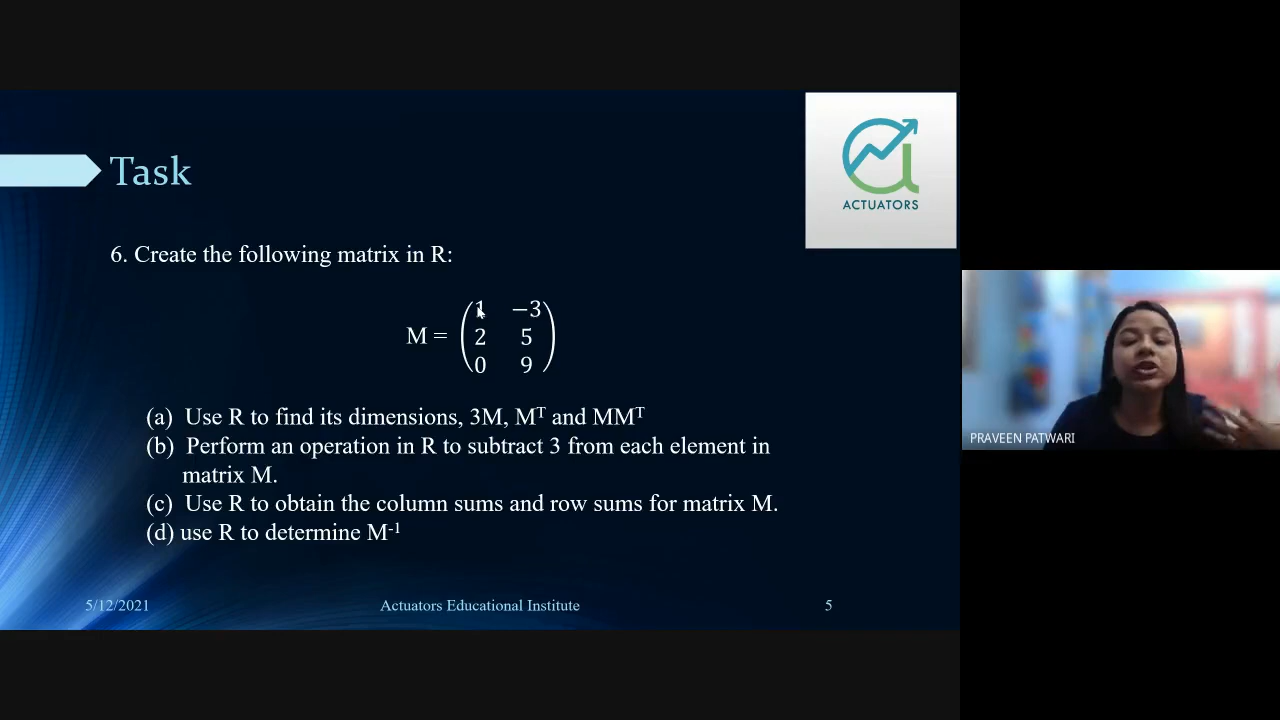 Task
ACTUATORS
6. Create the following matrix in R:
1 −3
M = 2 5
0 9
(a) Use R to find its dimensions, 3M, Mᵀ and MMᵀ
(b) Perform an operation in R to subtract 3 from each element in
matrix M.
(c) Use R to obtain the column sums and row sums for matrix M.
(d) use R to determine M⁻¹
5/12/2021
Actuators Educational Institute
5
PRAVEEN PATWARI